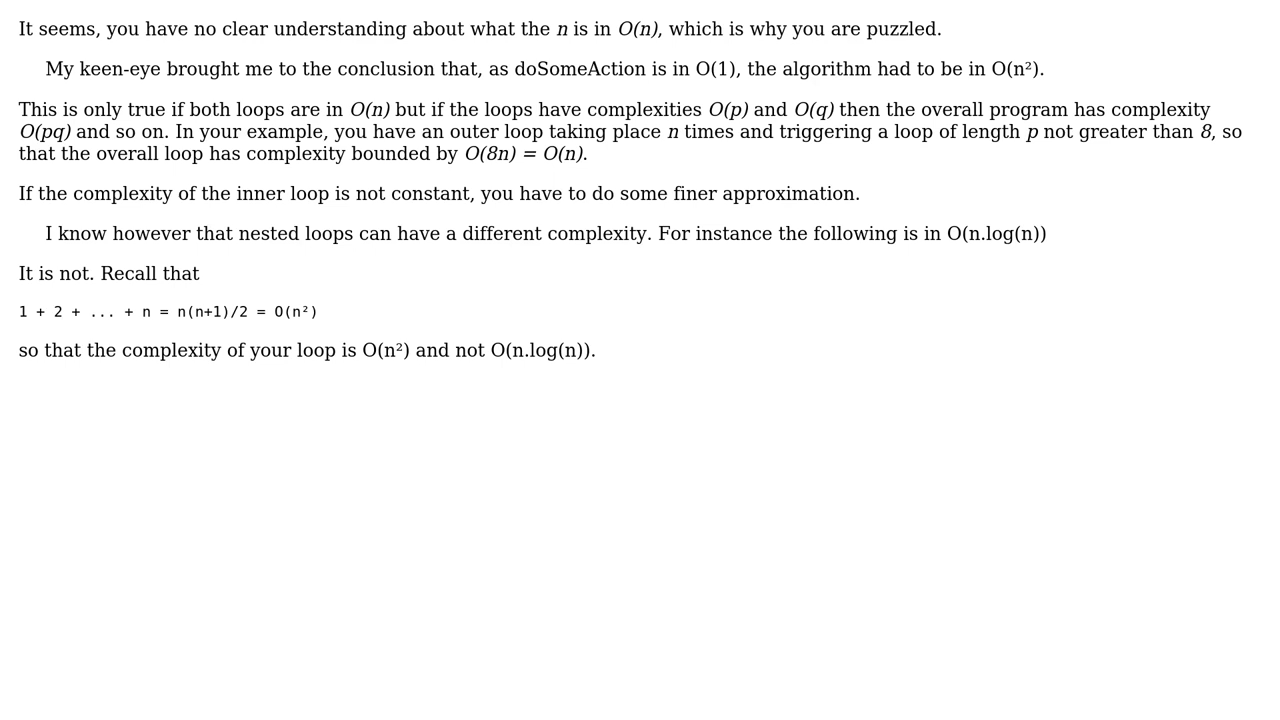 It seems, you have no clear understanding about what the n is in O(n), which is why you are puzzled.
My keen-eye brought me to the conclusion that, as doSomeAction is in O(1), the algorithm had to be in O(n²).
This is only true if both loops are in O(n) but if the loops have complexities O(p) and O(q) then the overall program has complexity
O(pq) and so on. In your example, you have an outer loop taking place n times and triggering a loop of length p not greater than 8, so
that the overall loop has complexity bounded by O(8n) = O(n).
If the complexity of the inner loop is not constant, you have to do some finer approximation.
I know however that nested loops can have a different complexity. For instance the following is in O(n.log(n))
It is not. Recall that
1 + 2 + ... + n = n(n+1)/2 = O(n²)
so that the complexity of your loop is O(n²) and not O(n.log(n)).